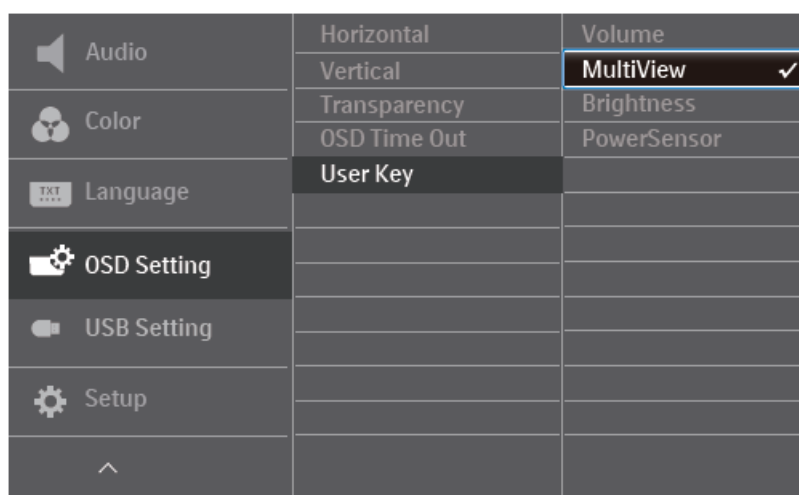 Audio
Color
TXT
Language
OSD Setting
USB Setting
Setup
Horizontal
Vertical
Transparency
OSD Time Out
User Key
Volume
MultiView
Brightness
PowerSensor